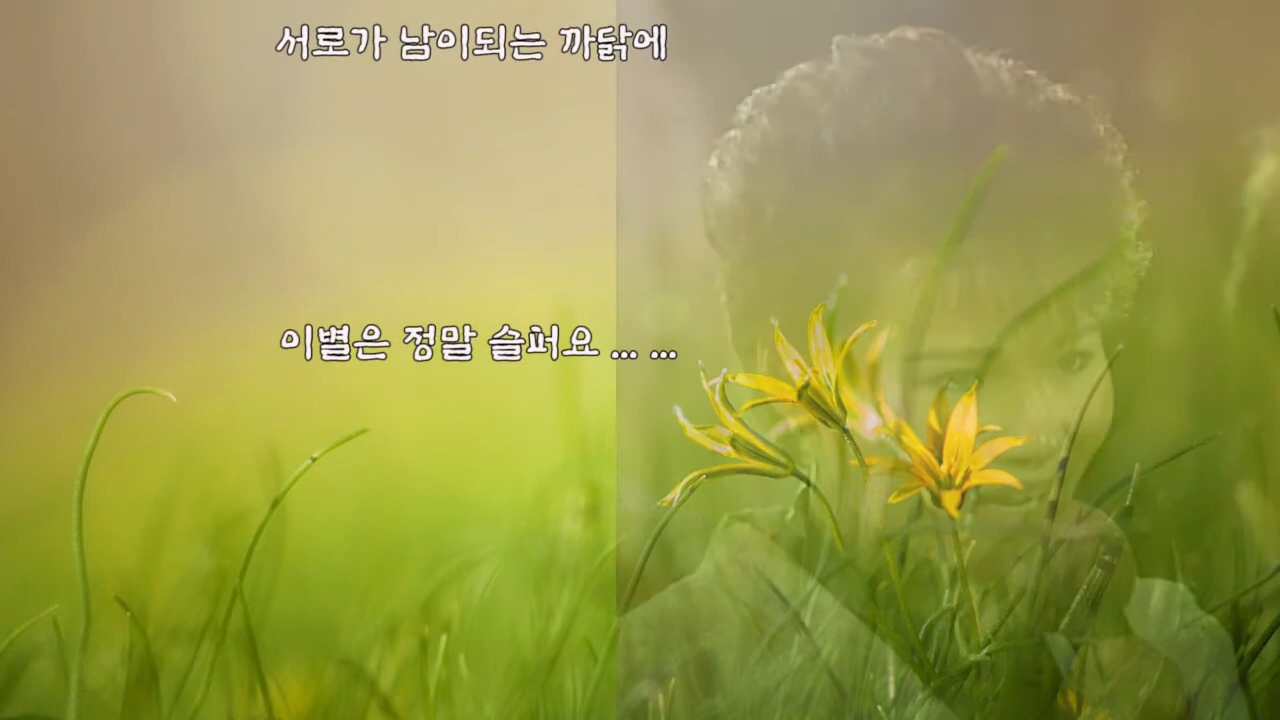 서로가 남이되는 까닭에
이별은 정말 슬퍼요 ... ...